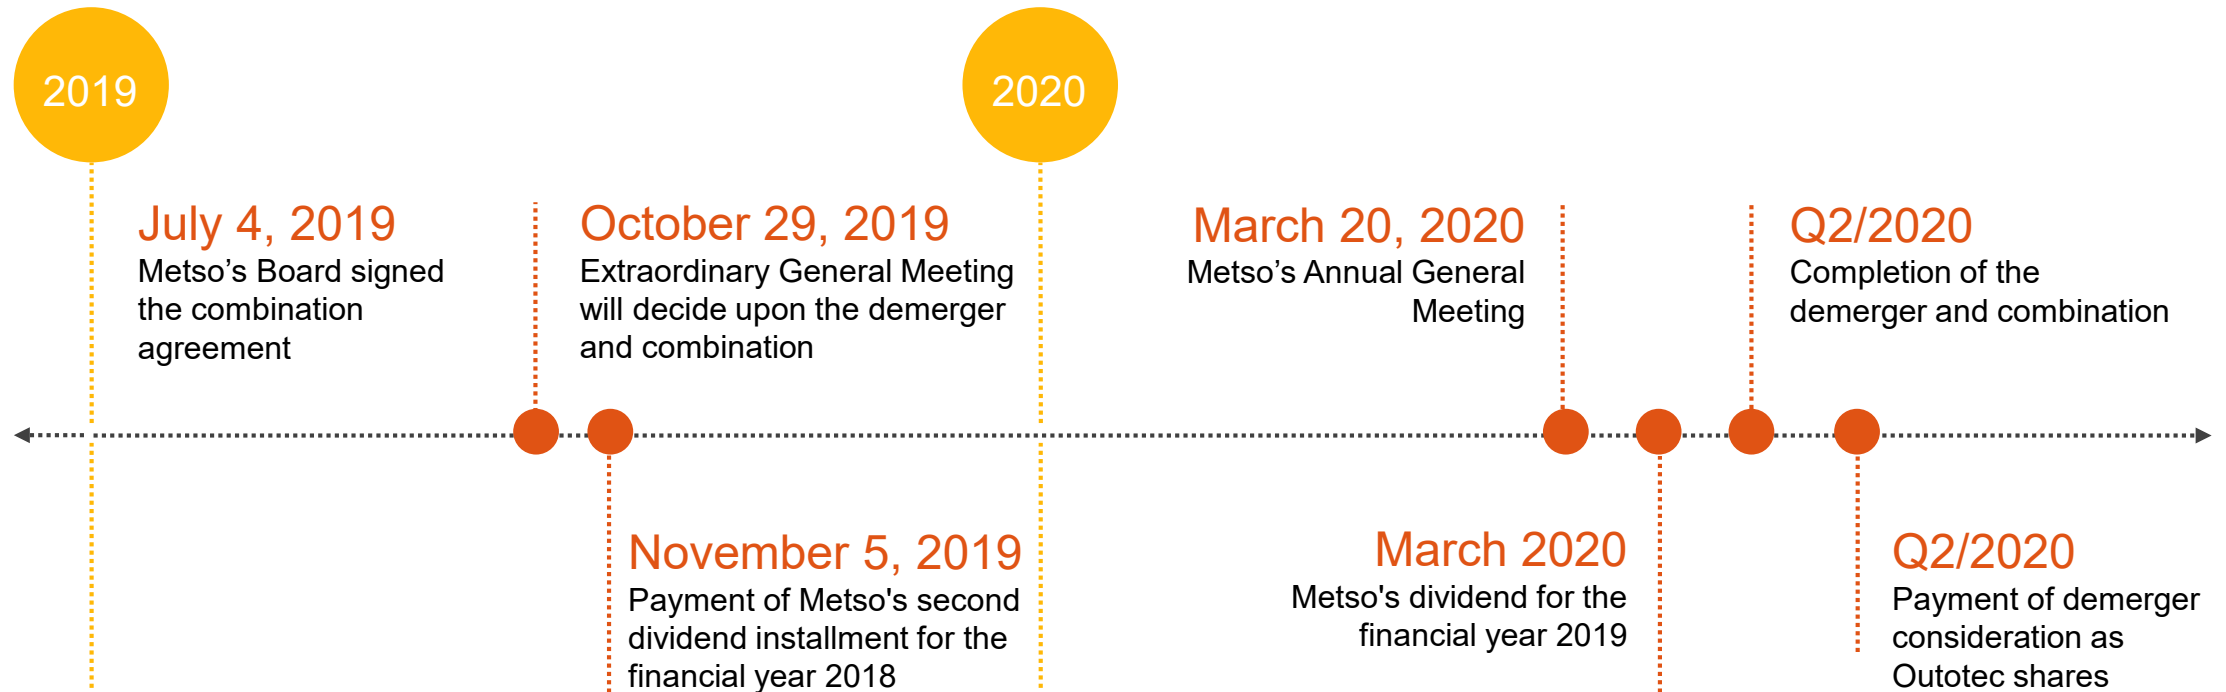 2019
2020
July 4, 2019
Metso’s Board signed
the combination
agreement
October 29, 2019
Extraordinary General Meeting
will decide upon the demerger
and combination
March 20, 2020
Metso’s Annual General
Meeting
Q2/2020
Completion of the
demerger and combination
November 5, 2019
Payment of Metso's second
dividend installment for the
financial year 2018
March 2020
Metso's dividend for the
financial year 2019
Q2/2020
Payment of demerger
consideration as
Outotec shares